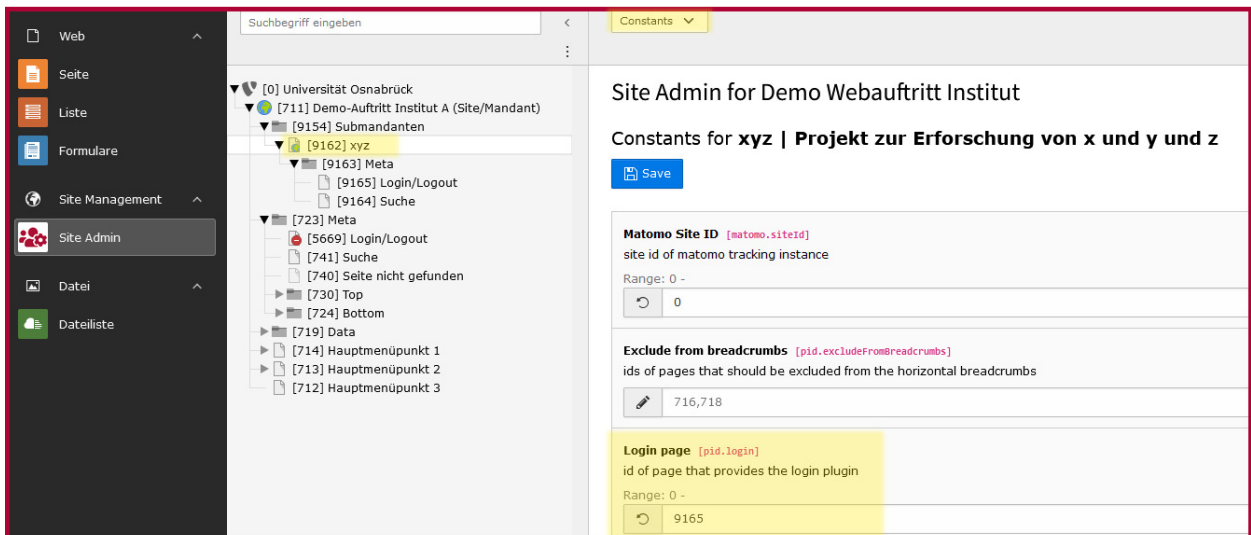 Web
Seite
Liste
Formulare
Site Management
Site Admin
Datei
Dateiliste
Suchbegriff eingeben
[0] Universität Osnabrück
[711] Demo-Auftritt Institut A (Site/Mandant)
[9154] Submandanten
[9162] xyz
[9163] Meta
[9165] Login/Logout
[9164] Suche
[723] Meta
[5669] Login/Logout
[741] Suche
[740] Seite nicht gefunden
[730] Top
[724] Bottom
[719] Data
[714] Hauptmenüpunkt 1
[713] Hauptmenüpunkt 2
[712] Hauptmenüpunkt 3
Constants
Site Admin for Demo Webauftritt Institut
Constants for xyz | Projekt zur Erforschung von x und y und z
Save
Matomo Site ID [matomo.siteId]
site id of matomo tracking instance
Range: 0 -
0
Exclude from breadcrumbs [pid.excludeFromBreadcrumbs]
ids of pages that should be excluded from the horizontal breadcrumbs
716,718
Login page [pid.login]
id of page that provides the login plugin
Range: 0 -
9165